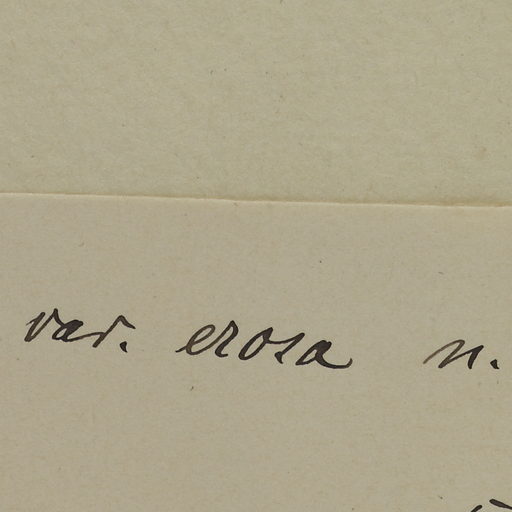 var. erosa n.